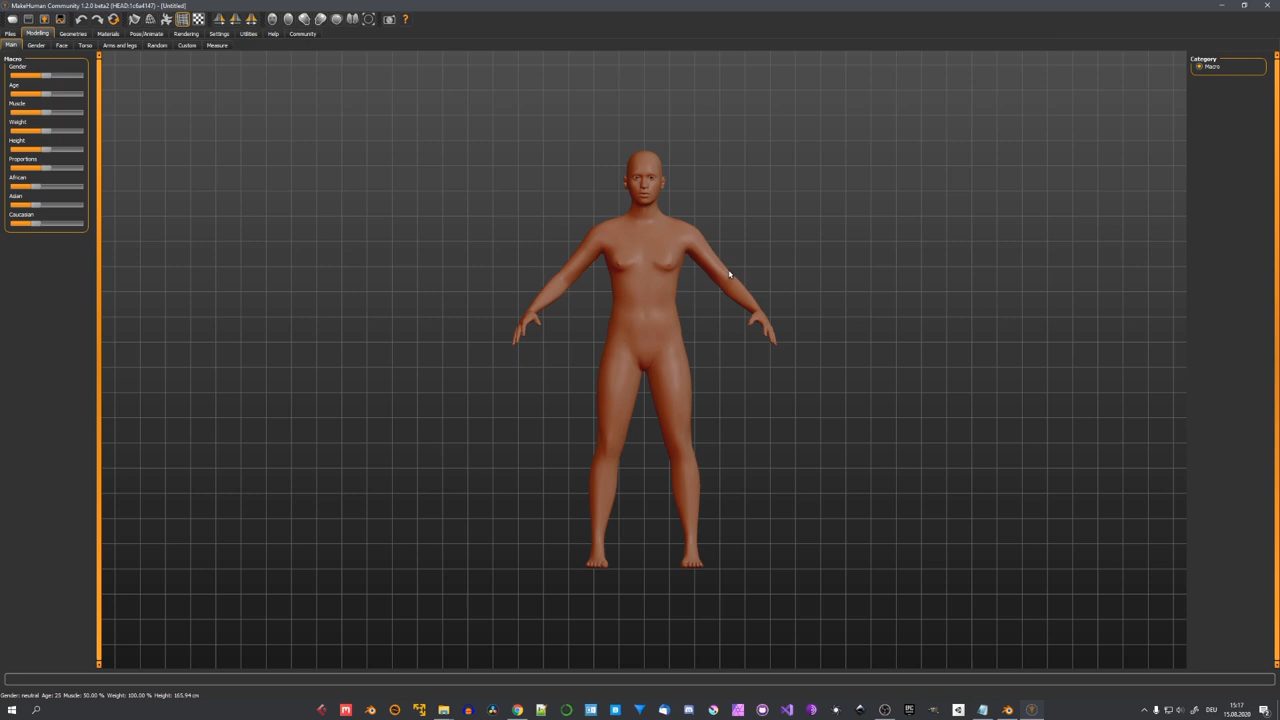 MakeHuman Community 1.2.0 beta2 (HEAD:1c6a4147) - [Untitled]
Files Modelling Geometries Materials Pose/Animate Rendering Settings Utilities Help Community
Main Gender Face Torso Arms and legs Random Custom Measure
Macro
Gender
Age
Muscle
Weight
Height
Proportions
African
Asian
Caucasian
Category
Macro
Gender: neutral Age: 25 Muscle: 50.00 % Weight: 100.00 % Height: 165.94 cm
DEU
15:17
15.08.2020